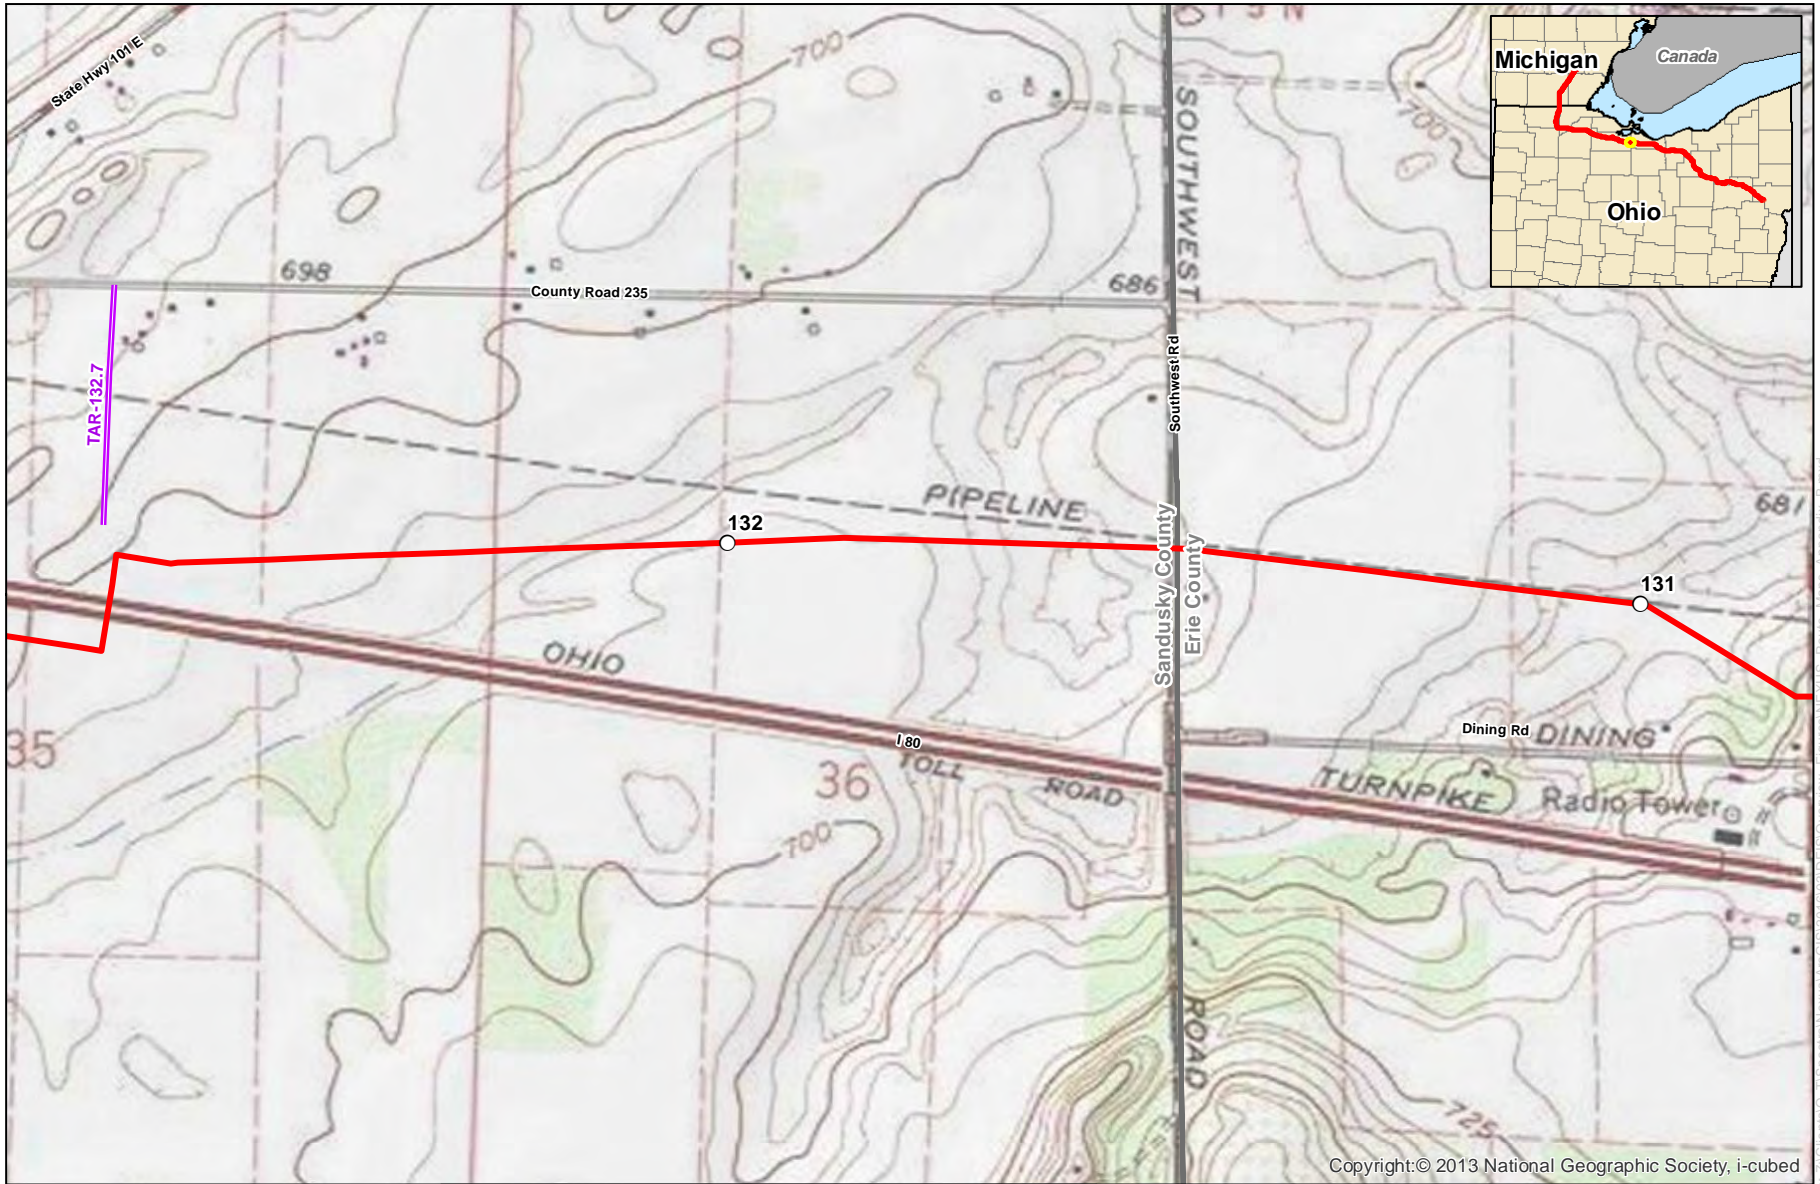 State Hwy 101 E
700
T 5 N
SOUTHWEST
700
Michigan
Canada
Ohio
698
County Road 235
686
TAR-132.7
Southwest Rd
PIPELINE
681
132
131
Sandusky County
Erie County
OHIO
I 80
TOLL
ROAD
Dining Rd
DINING
TURNPIKE
Radio Tower
35
36
700
ROAD
725
Copyright:© 2013 National Geographic Society, i-cubed